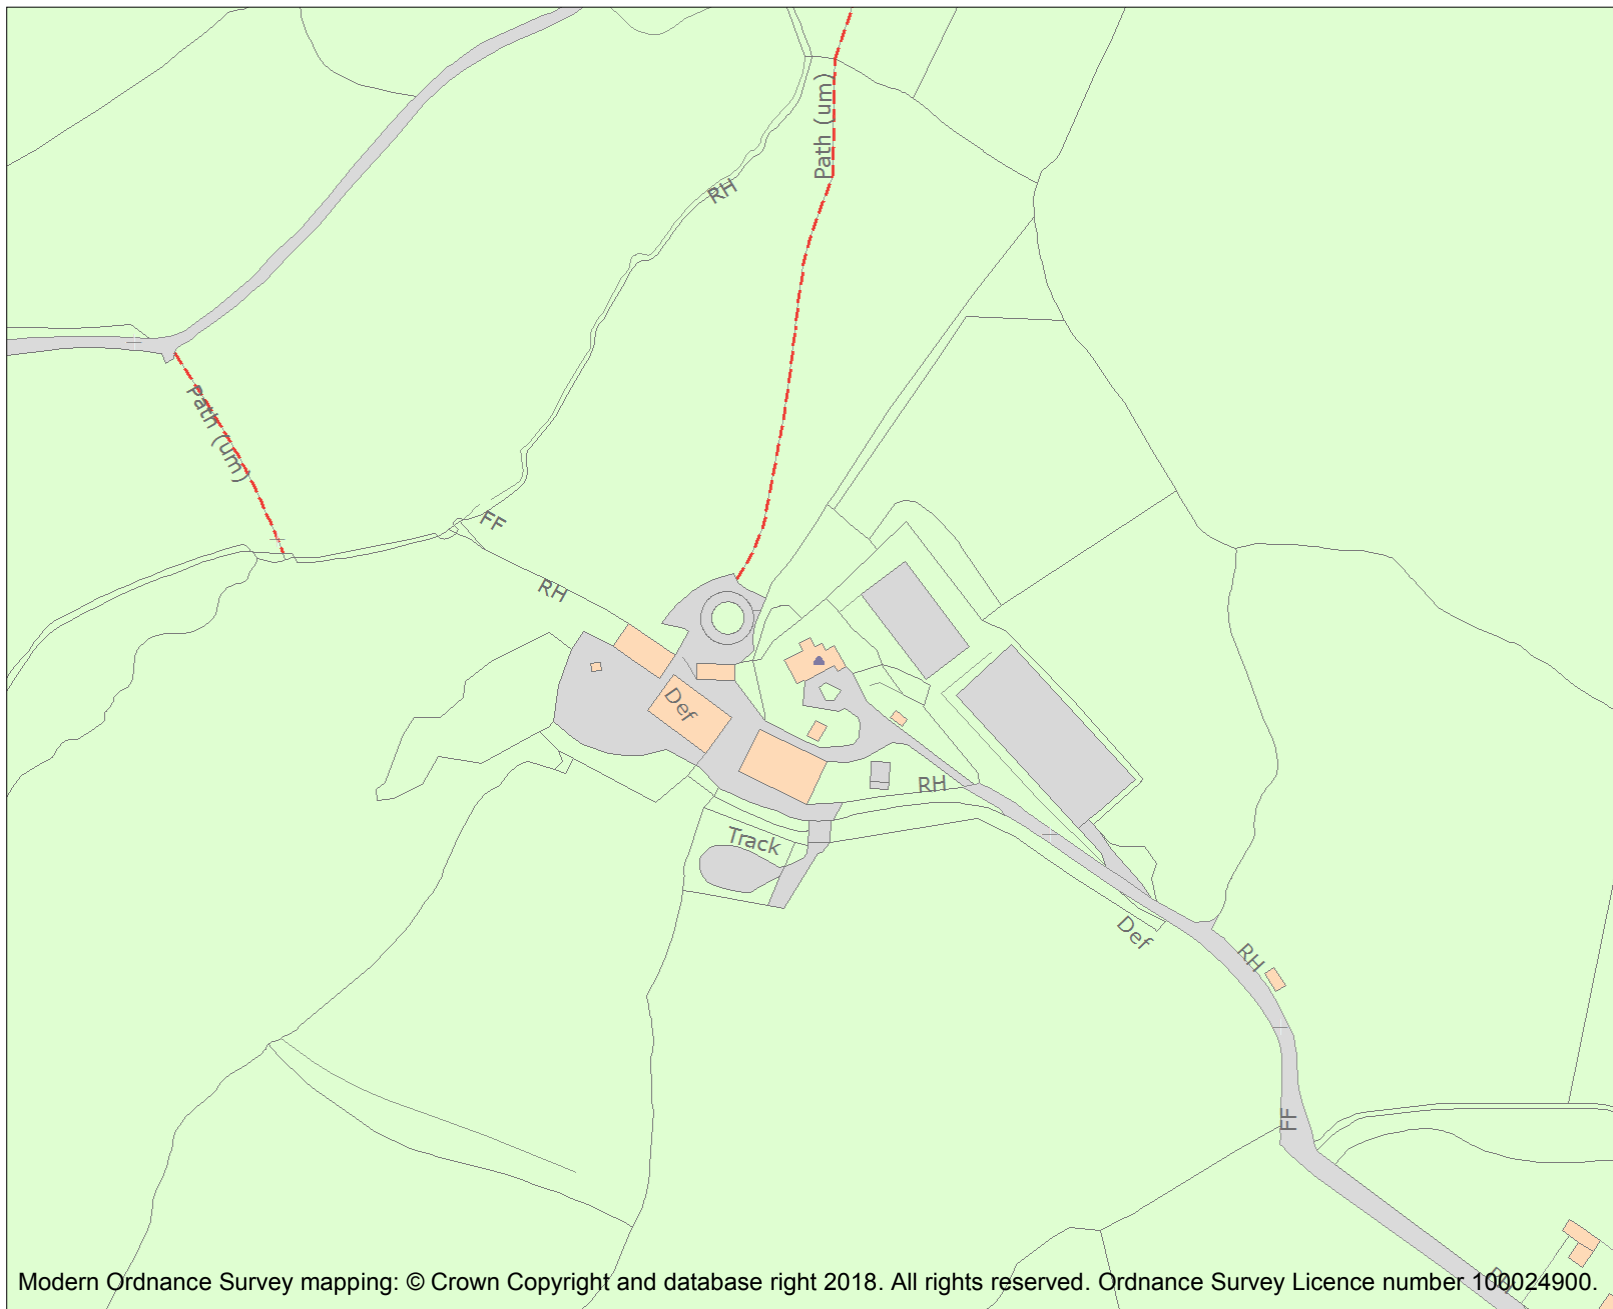 Path (um)
RH
Path (um)
FF
RH
Def
RH
Track
Def
RH
FF
Modern Ordnance Survey mapping: © Crown Copyright and database right 2018. All rights reserved. Ordnance Survey Licence number 100024900.